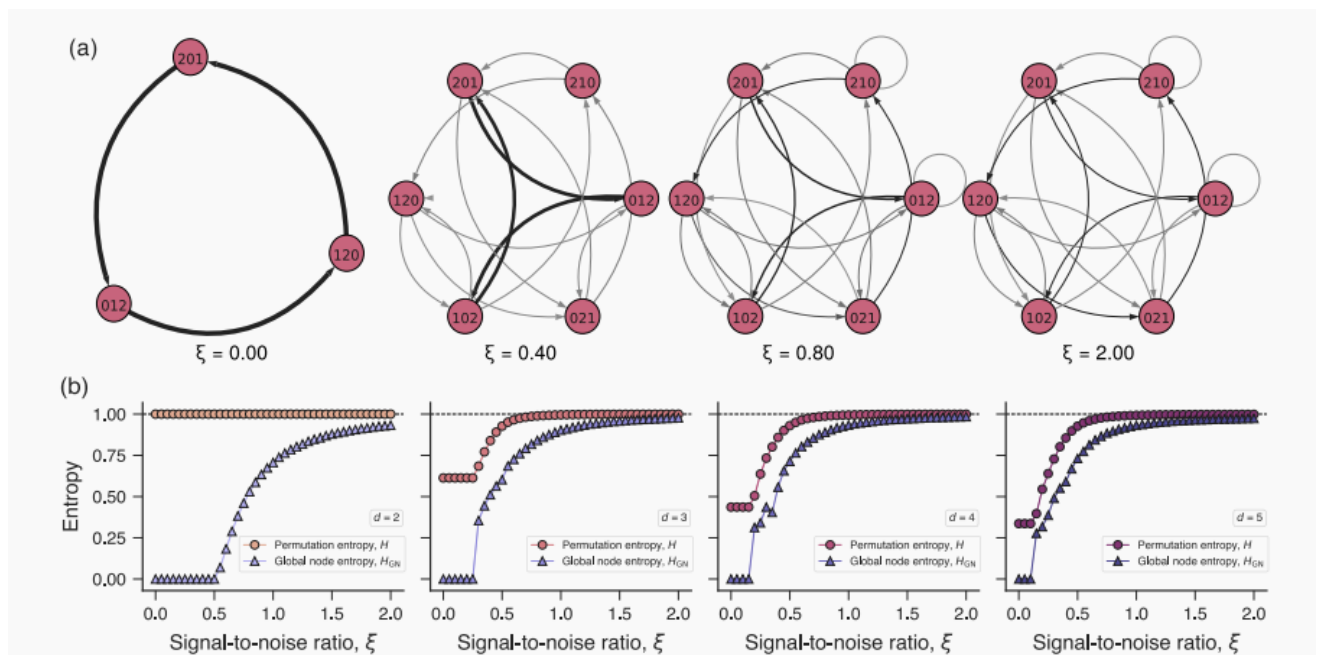 (a)
201
120
012
ξ = 0.00
201
210
120
012
102
021
ξ = 0.40
201
210
120
012
102
021
ξ = 0.80
201
210
120
012
102
021
ξ = 2.00
(b)
Entropy
1.00
0.75
0.50
0.25
0.00
d = 2
Permutation entropy, H
Global node entropy, H_GN
0.0 0.5 1.0 1.5 2.0
Signal-to-noise ratio, ξ
d = 3
Permutation entropy, H
Global node entropy, H_GN
0.0 0.5 1.0 1.5 2.0
Signal-to-noise ratio, ξ
d = 4
Permutation entropy, H
Global node entropy, H_GN
0.0 0.5 1.0 1.5 2.0
Signal-to-noise ratio, ξ
d = 5
Permutation entropy, H
Global node entropy, H_GN
0.0 0.5 1.0 1.5 2.0
Signal-to-noise ratio, ξ